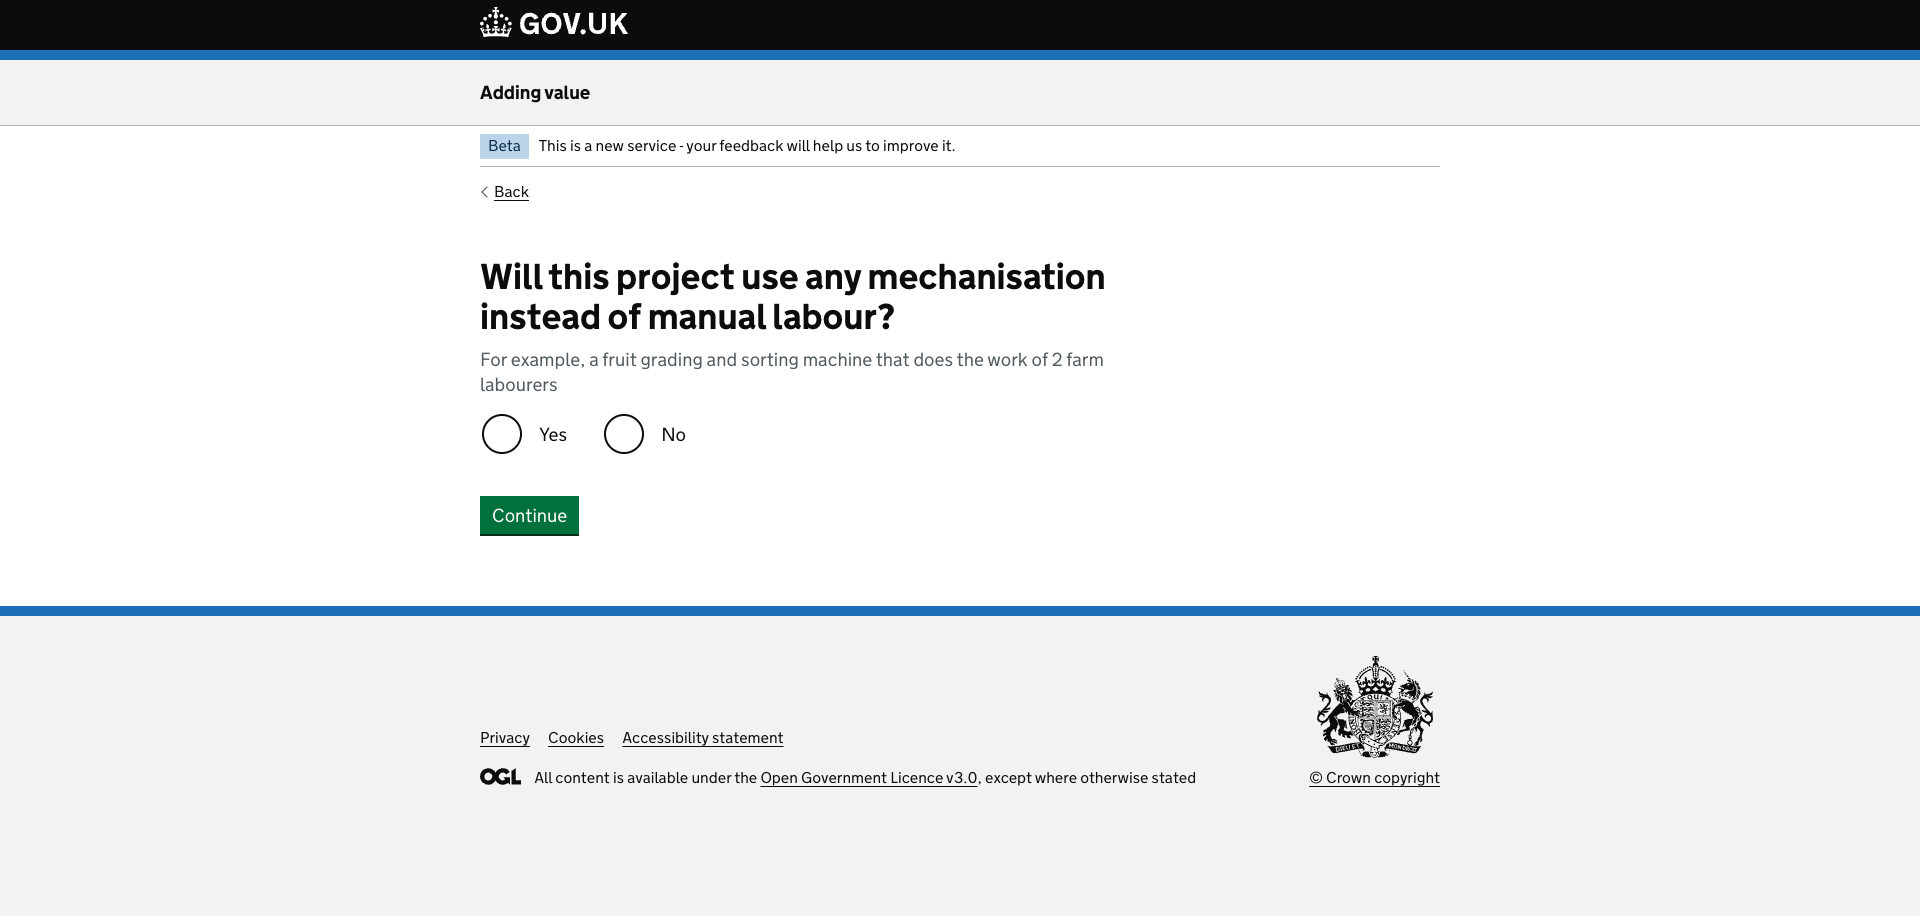 GOV.UK
Adding value
Beta This is a new service - your feedback will help us to improve it.
Back
Will this project use any mechanisation
instead of manual labour?
For example, a fruit grading and sorting machine that does the work of 2 farm
labourers
Yes No
Continue
Privacy Cookies Accessibility statement
OGL All content is available under the Open Government Licence v3.0, except where otherwise stated
© Crown copyright